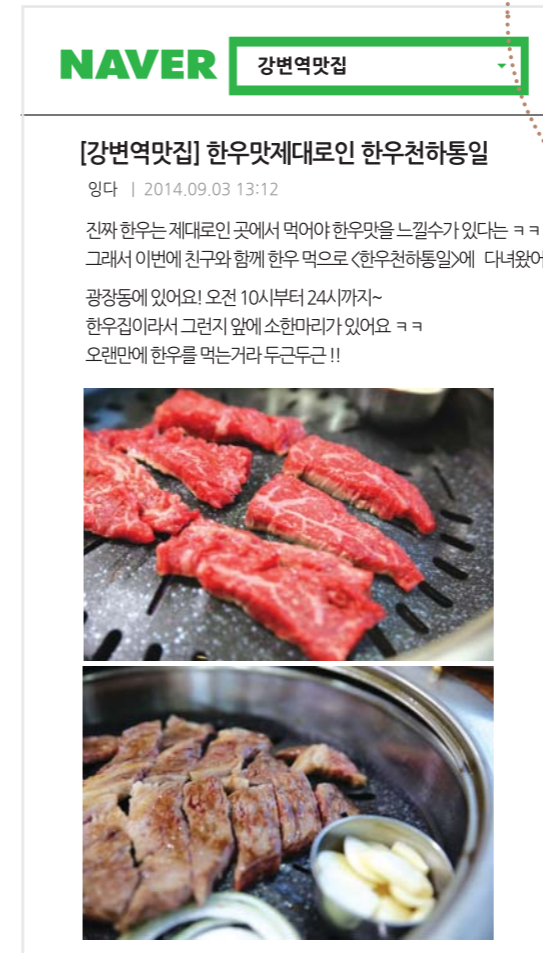 NAVER
강변역맛집
[강변역맛집] 한우맛제대로인 한우천하통일
잉다 | 2014.09.03 13:12
진짜 한우는 제대로인 곳에서 먹어야 한우맛을 느낄수가 있다는 ㅋㅋ
그래서 이번에 친구와 함께 한우 먹으로 <한우천하통일>에 다녀왔어
광장동에 있어요! 오전 10시부터 24시까지~
한우집이라서 그런지 앞에 소한마리가 있어요 ㅋㅋ
오랜만에 한우를 먹는거라 두근두근 !!